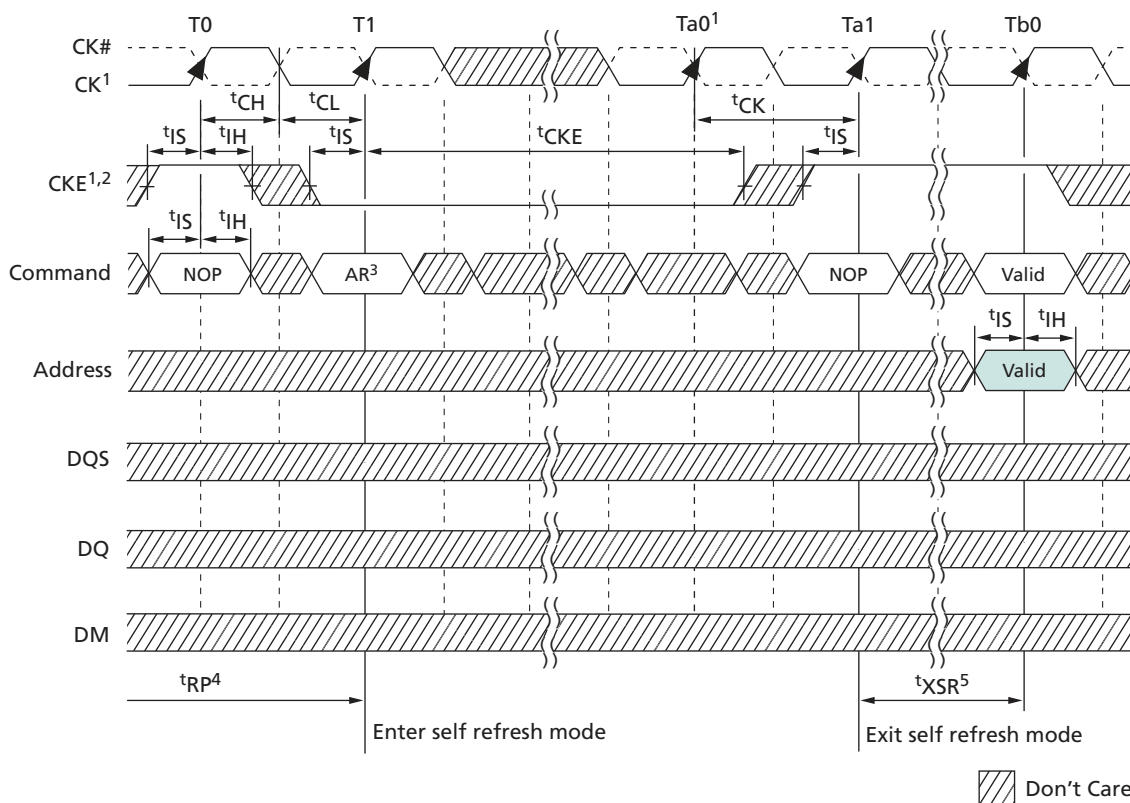 T0 T1 Ta0¹ Ta1 Tb0
CK#
CK¹
ᵗCH ᵗCL ᵗCK
ᵗIS ᵗIH ᵗIS ᵗCKE ᵗIS
CKE¹,²
ᵗIS ᵗIH
Command NOP AR³ NOP Valid
ᵗIS ᵗIH
Address Valid
DQS
DQ
DM
ᵗRP⁴ ᵗXSR⁵
Enter self refresh mode Exit self refresh mode
Don't Care